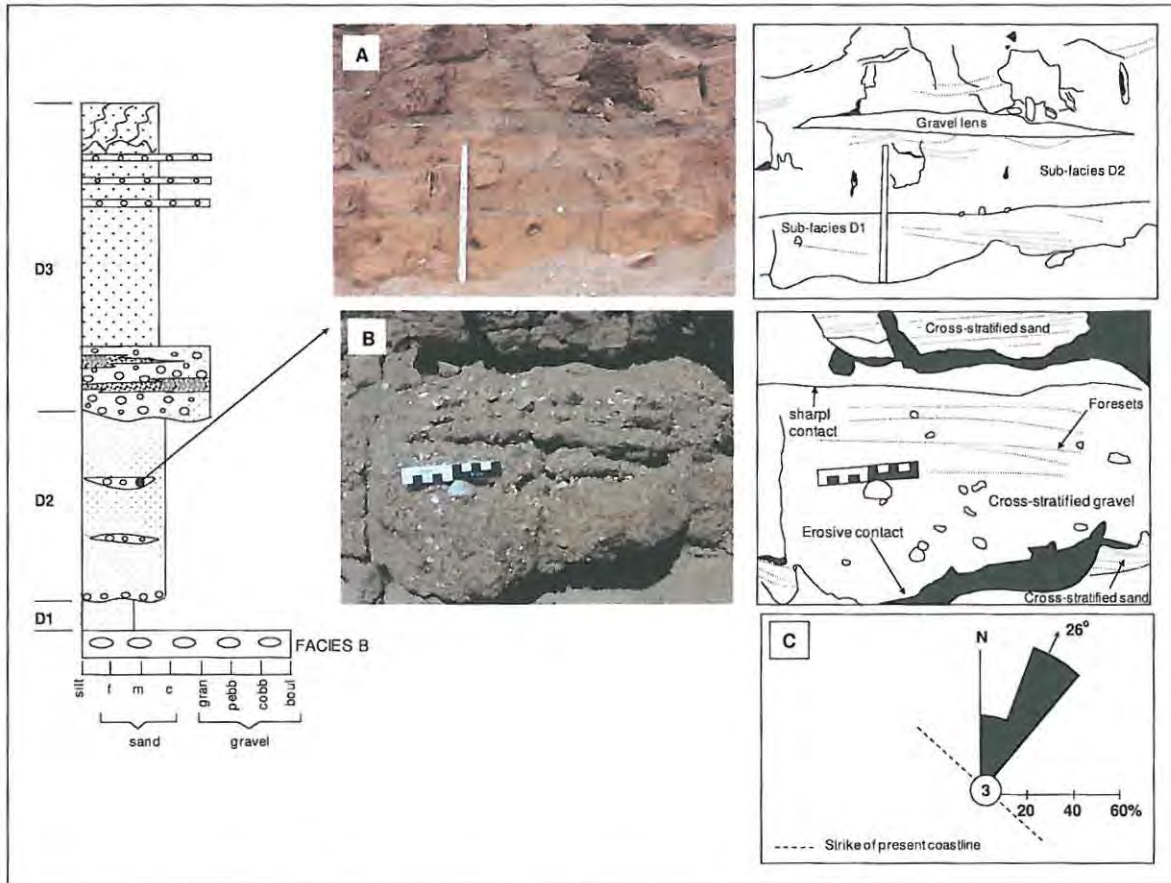 D3
D2
D1
FACIES B
silt
f
m
c
gran
pebb
cobb
boul
sand
gravel
A
Gravel lens
Sub-facies D2
Sub-facies D1
B
Cross-stratified sand
sharpl
contact
Foresets
Cross-stratified gravel
Erosive contact
Cross-stratified sand
C
N
26°
3
20 40 60%
Strike of present coastline